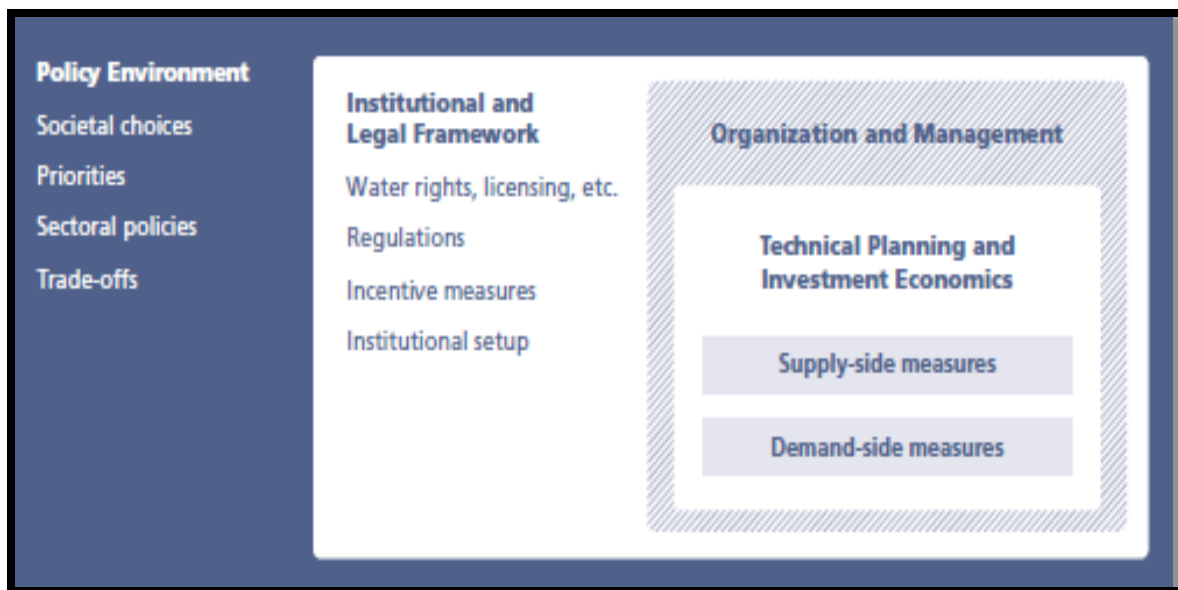 Policy Environment
Societal choices
Priorities
Sectoral policies
Trade-offs
Institutional and
Legal Framework
Water rights, licensing, etc.
Regulations
Incentive measures
Institutional setup
Organization and Management
Technical Planning and
Investment Economics
Supply-side measures
Demand-side measures